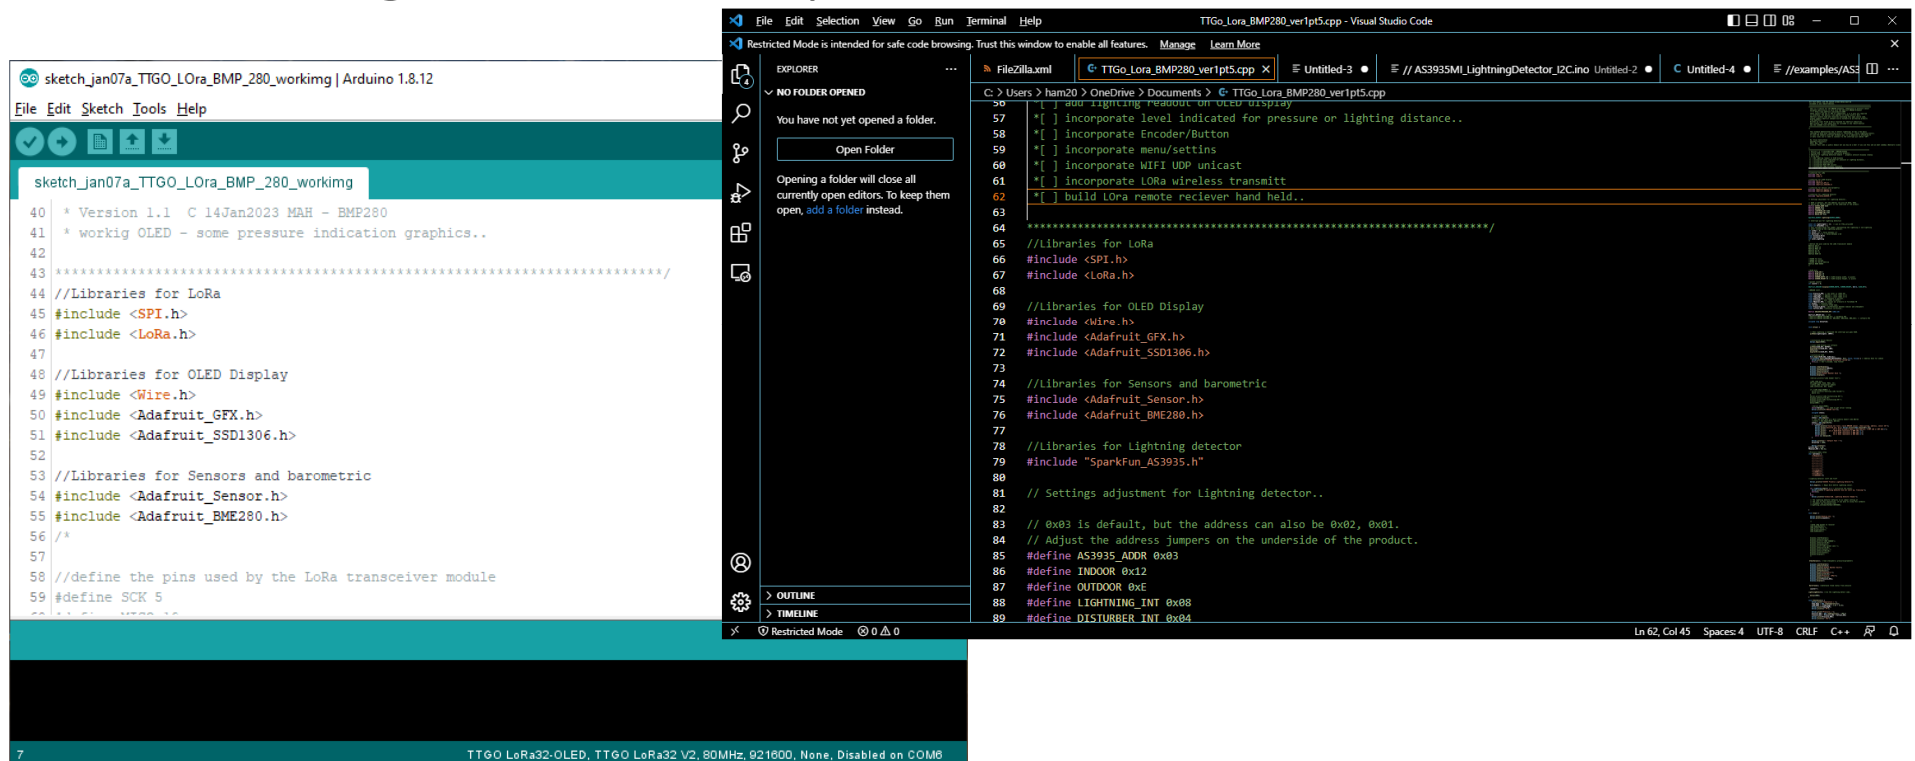 sketch_jan07a_TTGO_LOra_BMP_280_workimg | Arduino 1.8.12
File Edit Sketch Tools Help
sketch_jan07a_TTGO_LOra_BMP_280_workimg
40 * Version 1.1 C 14Jan2023 MAH - BMP280
41 * workig OLED - some pressure indication graphics..
42
43 **************************************************************************/
44 //Libraries for LoRa
45 #include <SPI.h>
46 #include <LoRa.h>
47
48 //Libraries for OLED Display
49 #include <Wire.h>
50 #include <Adafruit_GFX.h>
51 #include <Adafruit_SSD1306.h>
52
53 //Libraries for Sensors and barometric
54 #include <Adafruit_Sensor.h>
55 #include <Adafruit_BME280.h>
56 /*
57
58 //define the pins used by the LoRa transceiver module
59 #define SCK 5
7 TTGO LoRa32-OLED, TTGO LoRa32 V2, 80MHz, 921600, None, Disabled on COM6
File Edit Selection View Go Run Terminal Help TTGo_Lora_BMP280_ver1pt5.cpp - Visual Studio Code
Restricted Mode is intended for safe code browsing. Trust this window to enable all features. Manage Learn More
EXPLORER
4
NO FOLDER OPENED
You have not yet opened a folder.
Open Folder
Opening a folder will close all
currently open editors. To keep them
open, add a folder instead.
OUTLINE
TIMELINE
FileZilla.xml TTGo_Lora_BMP280_ver1pt5.cpp Untitled-3 // AS3935MI_LightningDetector_I2C.ino Untitled-2 C Untitled-4 //examples/AS3
C: > Users > ham20 > OneDrive > Documents > TTGo_Lora_BMP280_ver1pt5.cpp
56 *[ ] add lighting readout on OLED display
57 *[ ] incorporate level indicated for pressure or lighting distance..
58 *[ ] incorporate Encoder/Button
59 *[ ] incorporate menu/settins
60 *[ ] incorporate WIFI UDP unicast
61 *[ ] incorporate LORa wireless transmitt
62 *[ ] build LOra remote reciever hand held..
63
64 *************************************************************************/
65 //Libraries for LoRa
66 #include <SPI.h>
67 #include <LoRa.h>
68
69 //Libraries for OLED Display
70 #include <Wire.h>
71 #include <Adafruit_GFX.h>
72 #include <Adafruit_SSD1306.h>
73
74 //Libraries for Sensors and barometric
75 #include <Adafruit_Sensor.h>
76 #include <Adafruit_BME280.h>
77
78 //Libraries for Lightning detector
79 #include "SparkFun_AS3935.h"
80
81 // Settings adjustment for Lightning detector..
82
83 // 0x03 is default, but the address can also be 0x02, 0x01.
84 // Adjust the address jumpers on the underside of the product.
85 #define AS3935_ADDR 0x03
86 #define INDOOR 0x12
87 #define OUTDOOR 0xE
88 #define LIGHTNING_INT 0x08
89 #define DISTURBER_INT 0x04
Restricted Mode 0 0 Ln 62, Col 45 Spaces: 4 UTF-8 CRLF C++